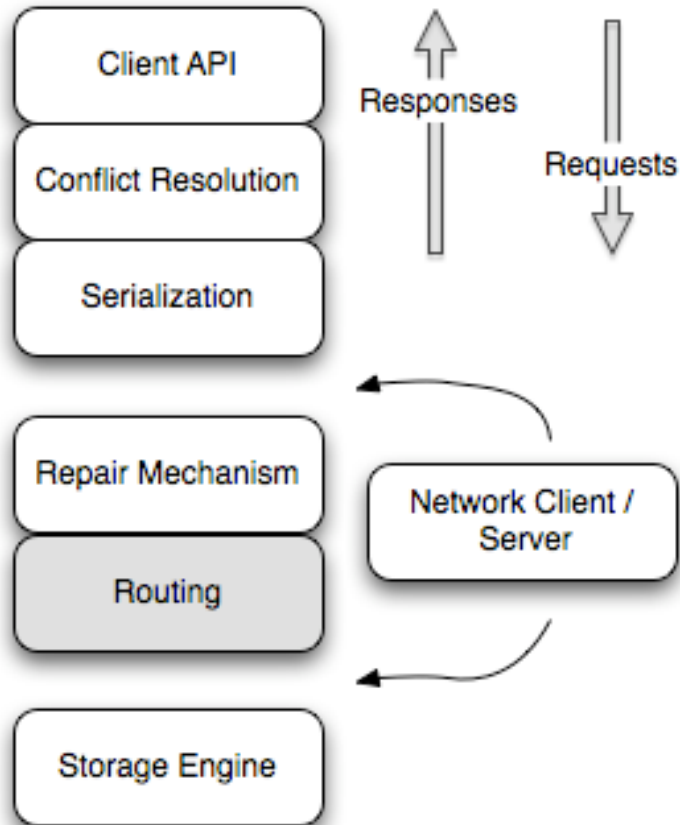 Client API
Conflict Resolution
Serialization
Responses
Requests
Repair Mechanism
Routing
Network Client /
Server
Storage Engine